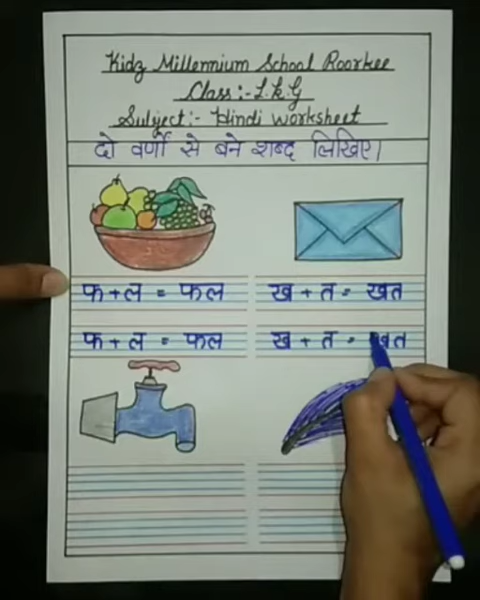 Kidz Millennium School Roorkee
Class:- L.k.G
Subject:- Hindi Worksheet
दो वर्णों से बने शब्द लिखिए।
फ + ल = फल
ख + त = खत
फ + ल = फल
ख + त = खत